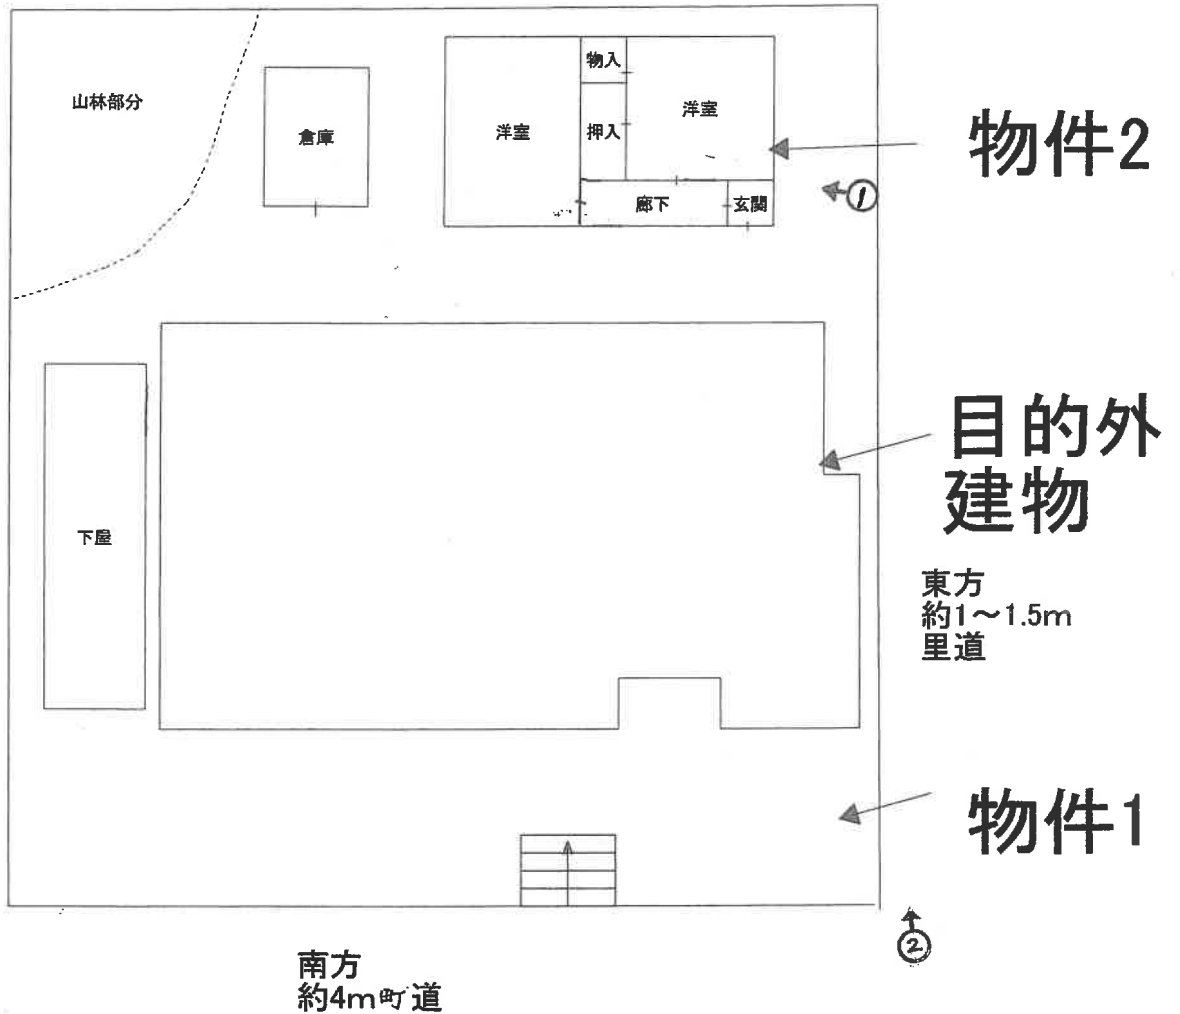 山林部分
倉庫
洋室
物入
押入
洋室
廊下
玄関
物件2
①
目的外
建物
下屋
東方
約1～1.5m
里道
物件1
②
南方
約4m町道